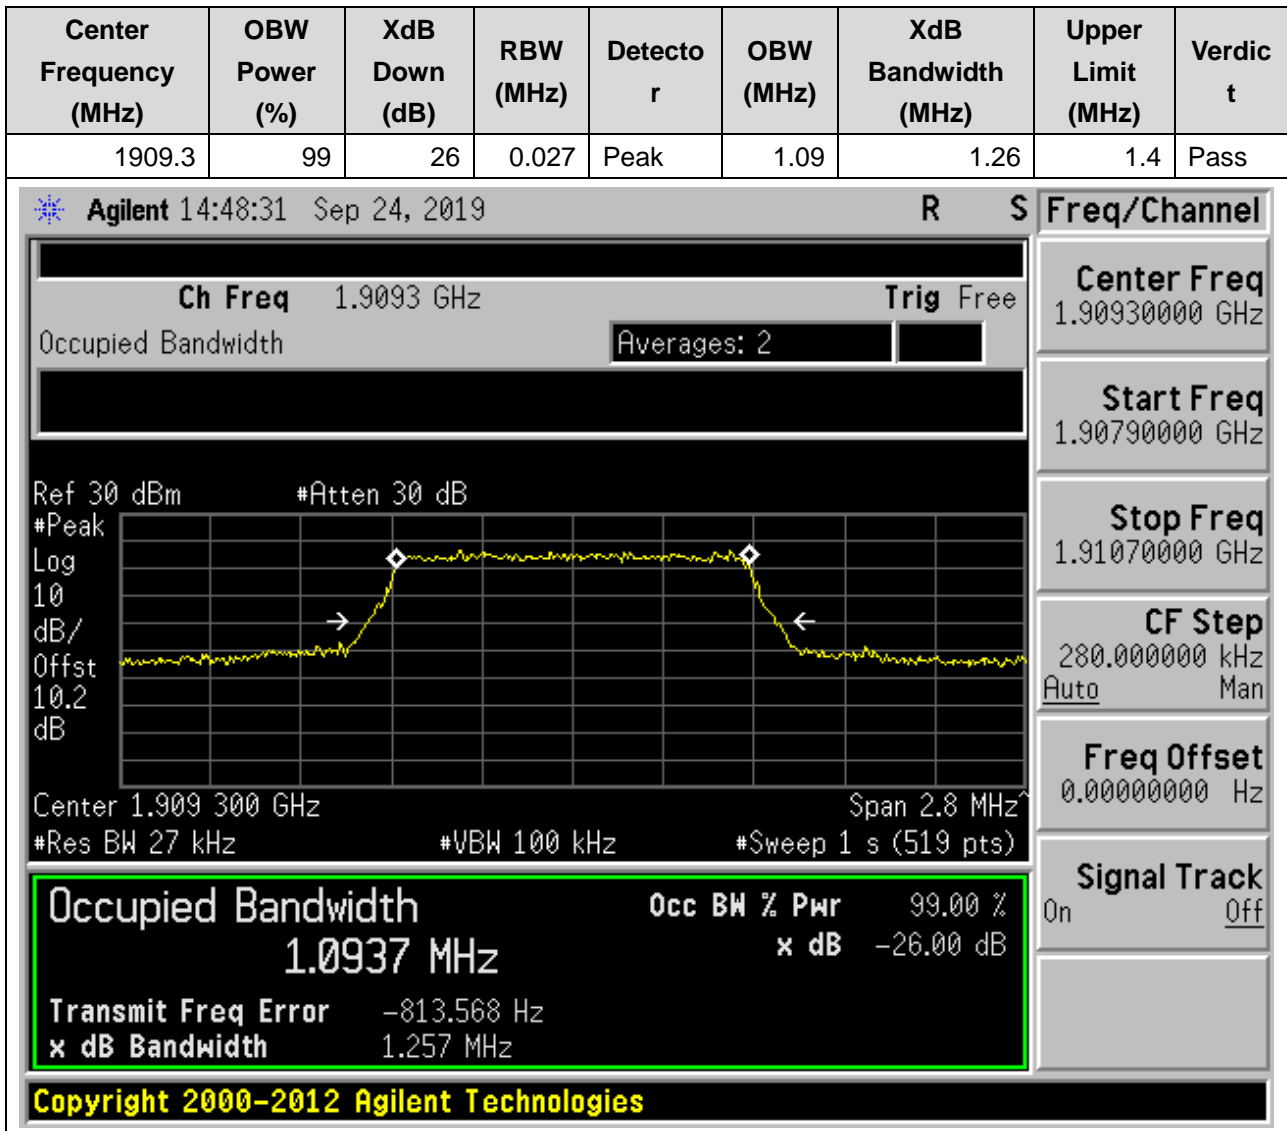 Center Frequency (MHz) OBW Power (%) XdB Down (dB) RBW (MHz) Detector OBW (MHz) XdB Bandwidth (MHz) Upper Limit (MHz) Verdict
1909.3 99 26 0.027 Peak 1.09 1.26 1.4 Pass
Agilent 14:48:31 Sep 24, 2019 R S Freq/Channel
Ch Freq 1.9093 GHz Trig Free
Occupied Bandwidth Averages: 2
Center Freq
1.90930000 GHz
Start Freq
1.90790000 GHz
Stop Freq
1.91070000 GHz
CF Step
280.000000 kHz
Auto Man
Freq Offset
0.00000000 Hz
Signal Track
On Off
Ref 30 dBm #Atten 30 dB
#Peak
Log
10
dB/
Offst
10.2
dB
Center 1.909 300 GHz Span 2.8 MHz^
#Res BW 27 kHz #VBW 100 kHz #Sweep 1 s (519 pts)
Occupied Bandwidth Occ BW % Pwr 99.00 %
1.0937 MHz x dB -26.00 dB
Transmit Freq Error -813.568 Hz
x dB Bandwidth 1.257 MHz
Copyright 2000-2012 Agilent Technologies